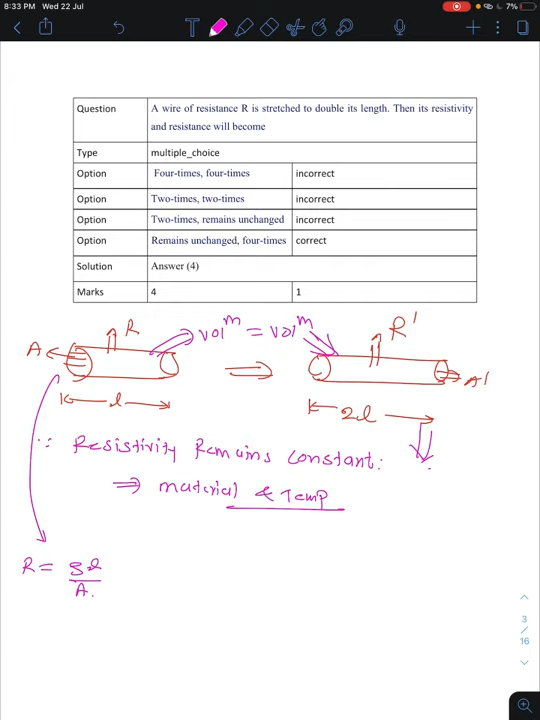 8:33 PM Wed 22 Jul
7%
Question A wire of resistance R is stretched to double its length. Then its resistivity
and resistance will become
Type multiple_choice
Option Four-times, four-times incorrect
Option Two-times, two-times incorrect
Option Two-times, remains unchanged incorrect
Option Remains unchanged, four-times correct
Solution Answer (4)
Marks 4 1
R vol m = vol m R'
A A'
l 2l
∵ Resistivity Remains constant:
⇒ material & Temp
R = ρl
A.
3
/
16